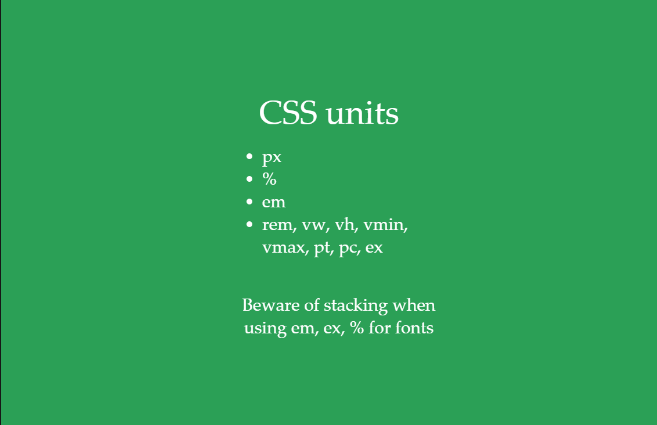 CSS units
• px
• %
• em
• rem, vw, vh, vmin,
vmax, pt, pc, ex
Beware of stacking when
using em, ex, % for fonts